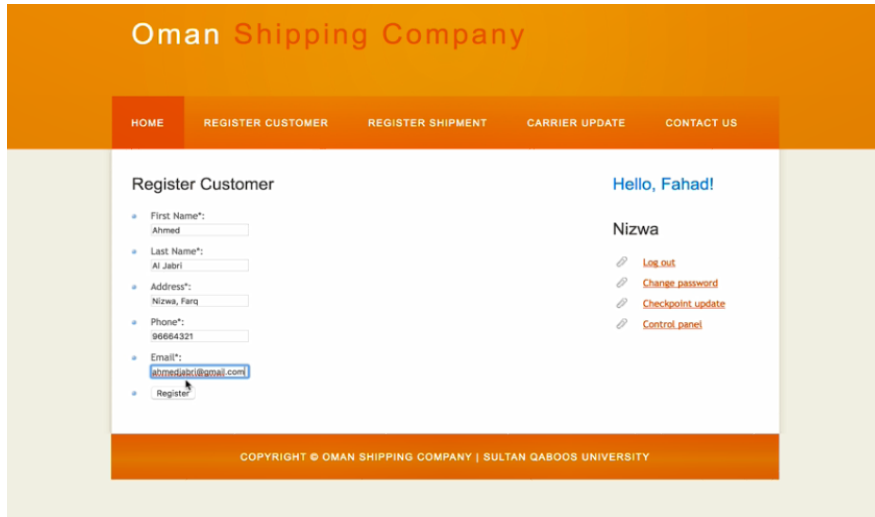 Oman Shipping Company
HOME REGISTER CUSTOMER REGISTER SHIPMENT CARRIER UPDATE CONTACT US
Register Customer
First Name*:
Ahmed
Last Name*:
Al Jabri
Address*:
Nizwa, Farq
Phone*:
96664321
Email*:
ahmedjabri@gmail.com
Register
Hello, Fahad!
Nizwa
Log out
Change password
Checkpoint update
Control panel
COPYRIGHT © OMAN SHIPPING COMPANY | SULTAN QABOOS UNIVERSITY